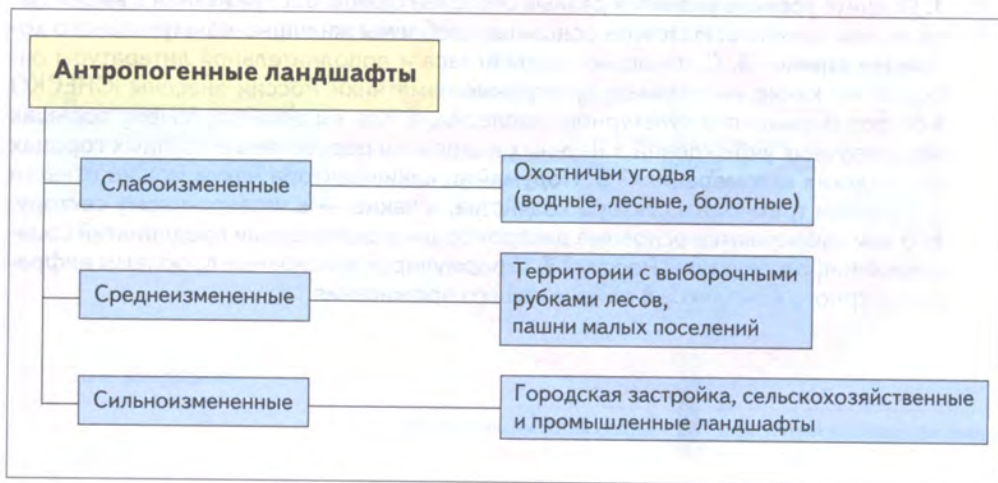 Антропогенные ландшафты
Слабоизмененные
Охотничьи угодья
(водные, лесные, болотные)
Среднеизмененные
Территории с выборочными
рубками лесов,
пашни малых поселений
Сильноизмененные
Городская застройка, сельскохозяйственные
и промышленные ландшафты